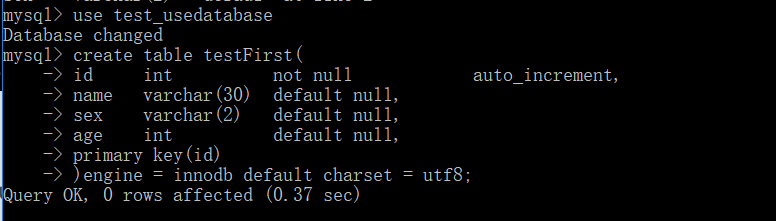 mysql> use test_usedatabase
Database changed
mysql> create table testFirst(
    -> id    int           not null            auto_increment,
    -> name  varchar(30)  default null,
    -> sex   varchar(2)   default null,
    -> age   int           default null,
    -> primary key(id)
    -> )engine = innodb default charset = utf8;
Query OK, 0 rows affected (0.37 sec)